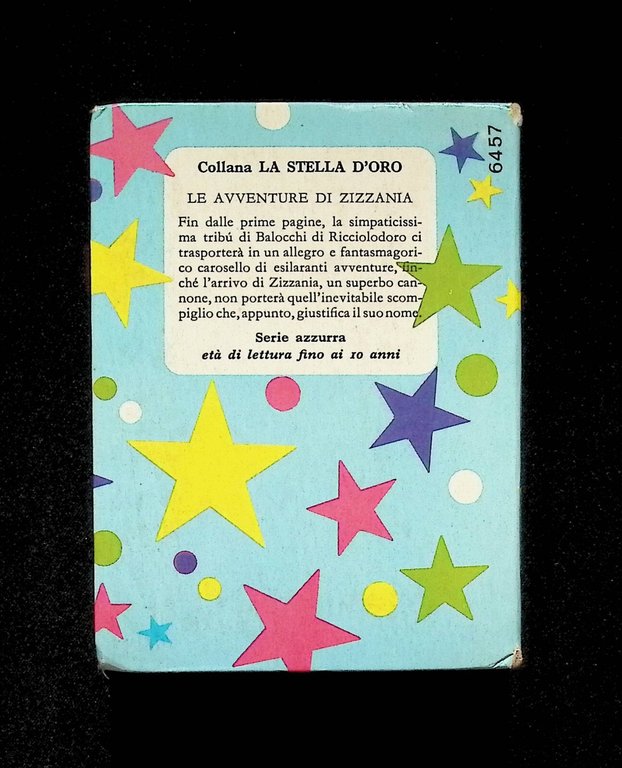 6457
Collana LA STELLA D'ORO
LE AVVENTURE DI ZIZZANIA
Fin dalle prime pagine, la simpaticissi-
ma tribú di Balocchi di Ricciolodoro ci
trasporterà in un allegro e fantasmagori-
co carosello di esilaranti avventure, fin-
ché l'arrivo di Zizzania, un superbo can-
none, non porterà quell'inevitabile scom-
piglio che, appunto, giustifica il suo nome.
Serie azzurra
età di lettura fino ai 10 anni